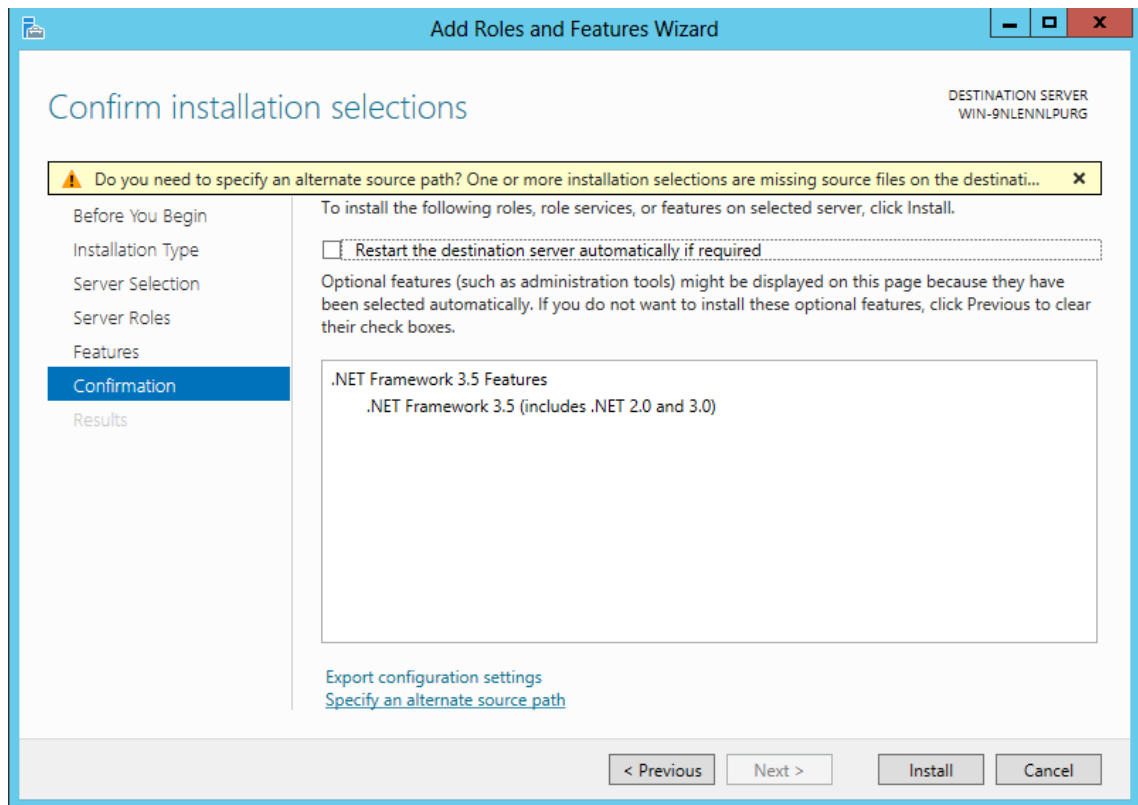 Add Roles and Features Wizard
Confirm installation selections
DESTINATION SERVER
WIN-9NLENNLPURG
Do you need to specify an alternate source path? One or more installation selections are missing source files on the destinati...
Before You Begin
Installation Type
Server Selection
Server Roles
Features
Confirmation
Results
To install the following roles, role services, or features on selected server, click Install.
Restart the destination server automatically if required
Optional features (such as administration tools) might be displayed on this page because they have
been selected automatically. If you do not want to install these optional features, click Previous to clear
their check boxes.
.NET Framework 3.5 Features
.NET Framework 3.5 (includes .NET 2.0 and 3.0)
Export configuration settings
Specify an alternate source path
< Previous
Next >
Install
Cancel